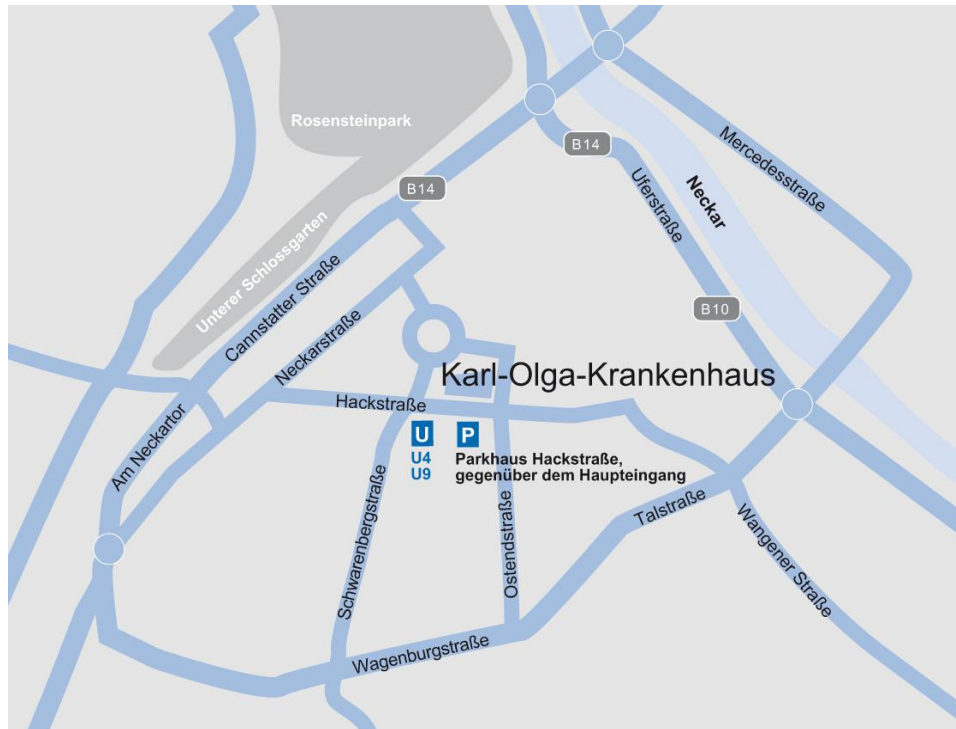 Rosensteinpark
B14
B14
Mercedesstraße
Neckar
Uferstraße
Unterer Schlossgarten
Cannstatter Straße
B10
Neckarstraße
Karl-Olga-Krankenhaus
Hackstraße
Am Neckartor
U
P
U4
U9
Parkhaus Hackstraße,
gegenüber dem Haupteingang
Schwarenbergstraße
Ostendstraße
Talstraße
Wangener Straße
Wagenburgstraße